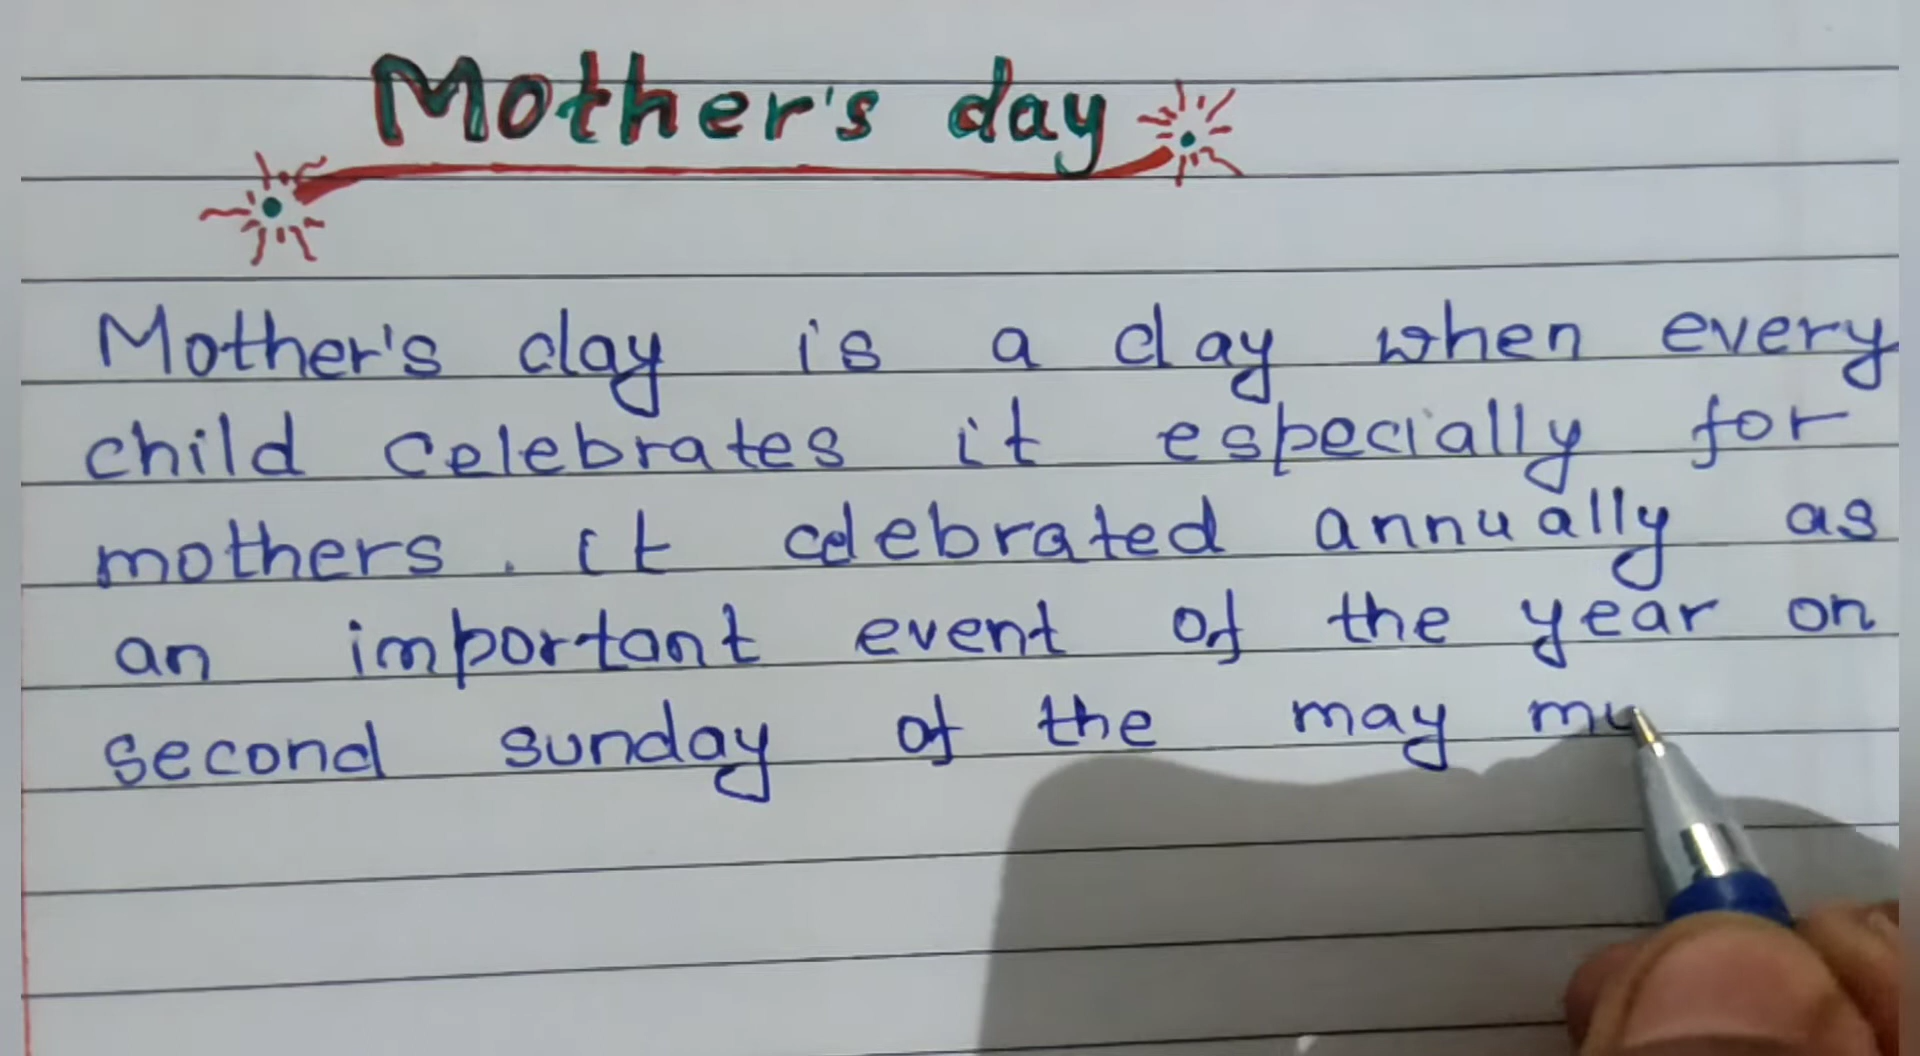 Mother's day
Mother's day is a day when every
child celebrates it especially for
mothers. it celebrated annually as
an important event of the year on
second sunday of the may